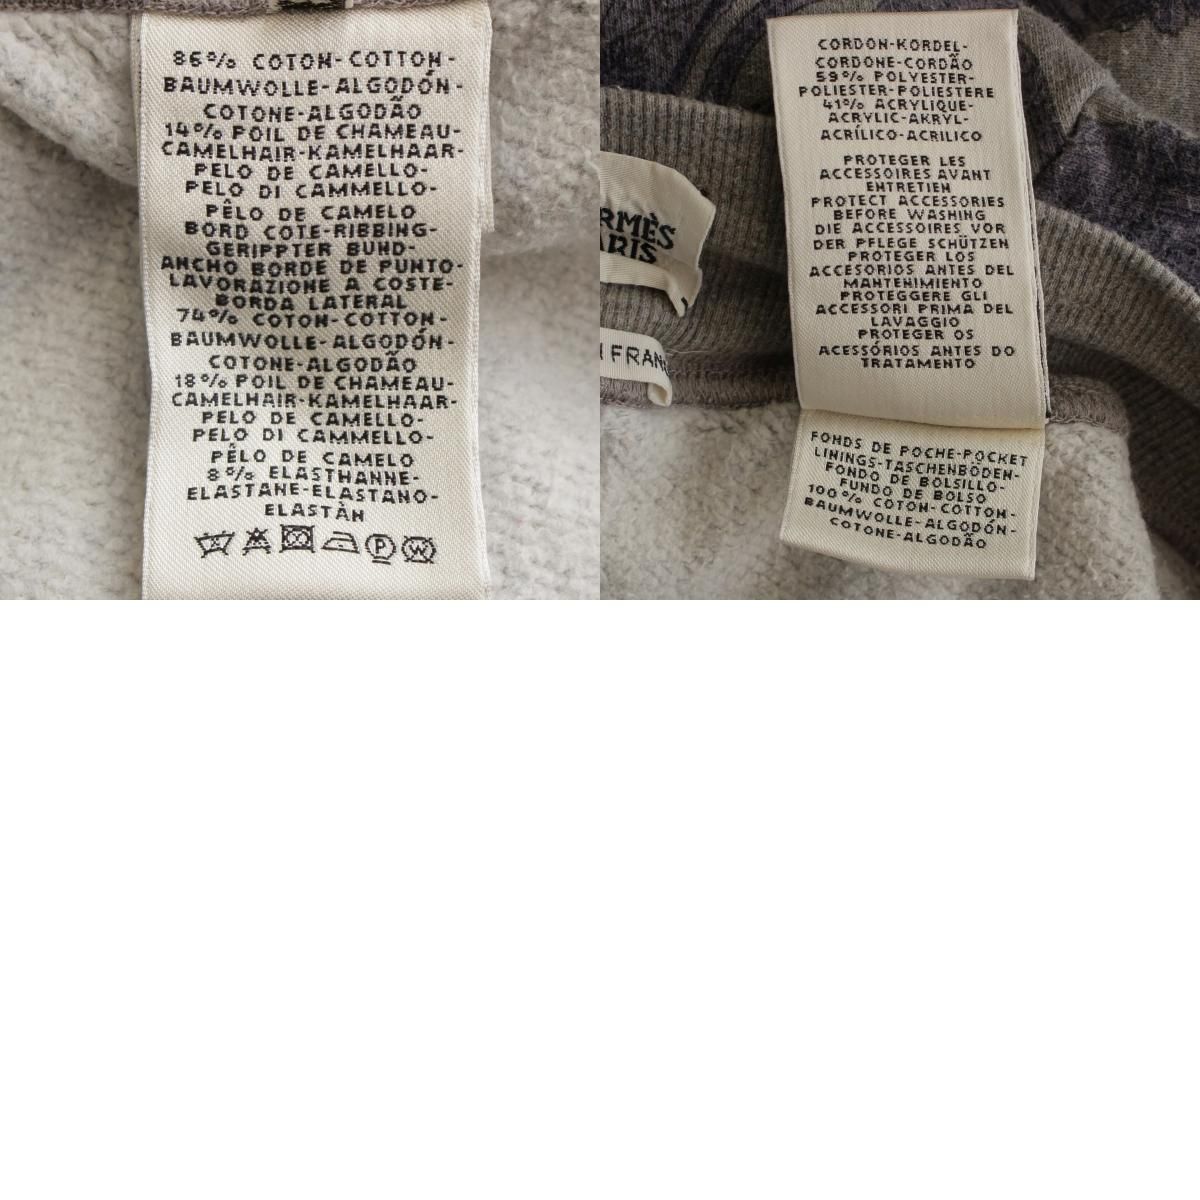 86% COTON-COTTON-
BAUMWOLLE-ALGODÓN-
COTONE-ALGODÃO
14% POIL DE CHAMEAU-
CAMELHAIR-KAMELHAAR-
PELO DE CAMELLO-
PELO DI CAMMELLO-
PÊLO DE CAMELO
BORD COTE-RIBBING-
GERIPPTER BUND-
ANCHO BORDE DE PUNTO-
LAVORAZIONE A COSTE-
BORDA LATERAL
74% COTON-COTTON-
BAUMWOLLE-ALGODÓN-
COTONE-ALGODÃO
18% POIL DE CHAMEAU-
CAMELHAIR-KAMELHAAR-
PELO DE CAMELLO-
PELO DI CAMMELLO-
PÊLO DE CAMELO
8% ELASTHANNE-
ELASTANE-ELASTANO-
ELASTÀN
P W
CORDON-KORDEL-
CORDONE-CORDÃO
59% POLYESTER-
POLIESTER-POLIESTERE
41% ACRYLIQUE-
ACRYLIC-AKRYL-
ACRÍLICO-ACRILICO
PROTEGER LES
ACCESSOIRES AVANT
ENTRETIEN
PROTECT ACCESSORIES
BEFORE WASHING
DIE ACCESSOIRES VOR
DER PFLEGE SCHÜTZEN
PROTEGER LOS
ACCESORIOS ANTES DEL
MANTENIMIENTO
PROTEGGERE GLI
ACCESSORI PRIMA DEL
LAVAGGIO
PROTEGER OS
ACESSÓRIOS ANTES DO
TRATAMENTO
RMÈS
ARIS
FRAN
FONDS DE POCHE-POCKET
LININGS-TASCHENBÖDEN-
FONDO DE BOLSILLO-
FUNDO DE BOLSO
100% COTON-COTTON-
BAUMWOLLE-ALGODÓN-
COTONE-ALGODÃO